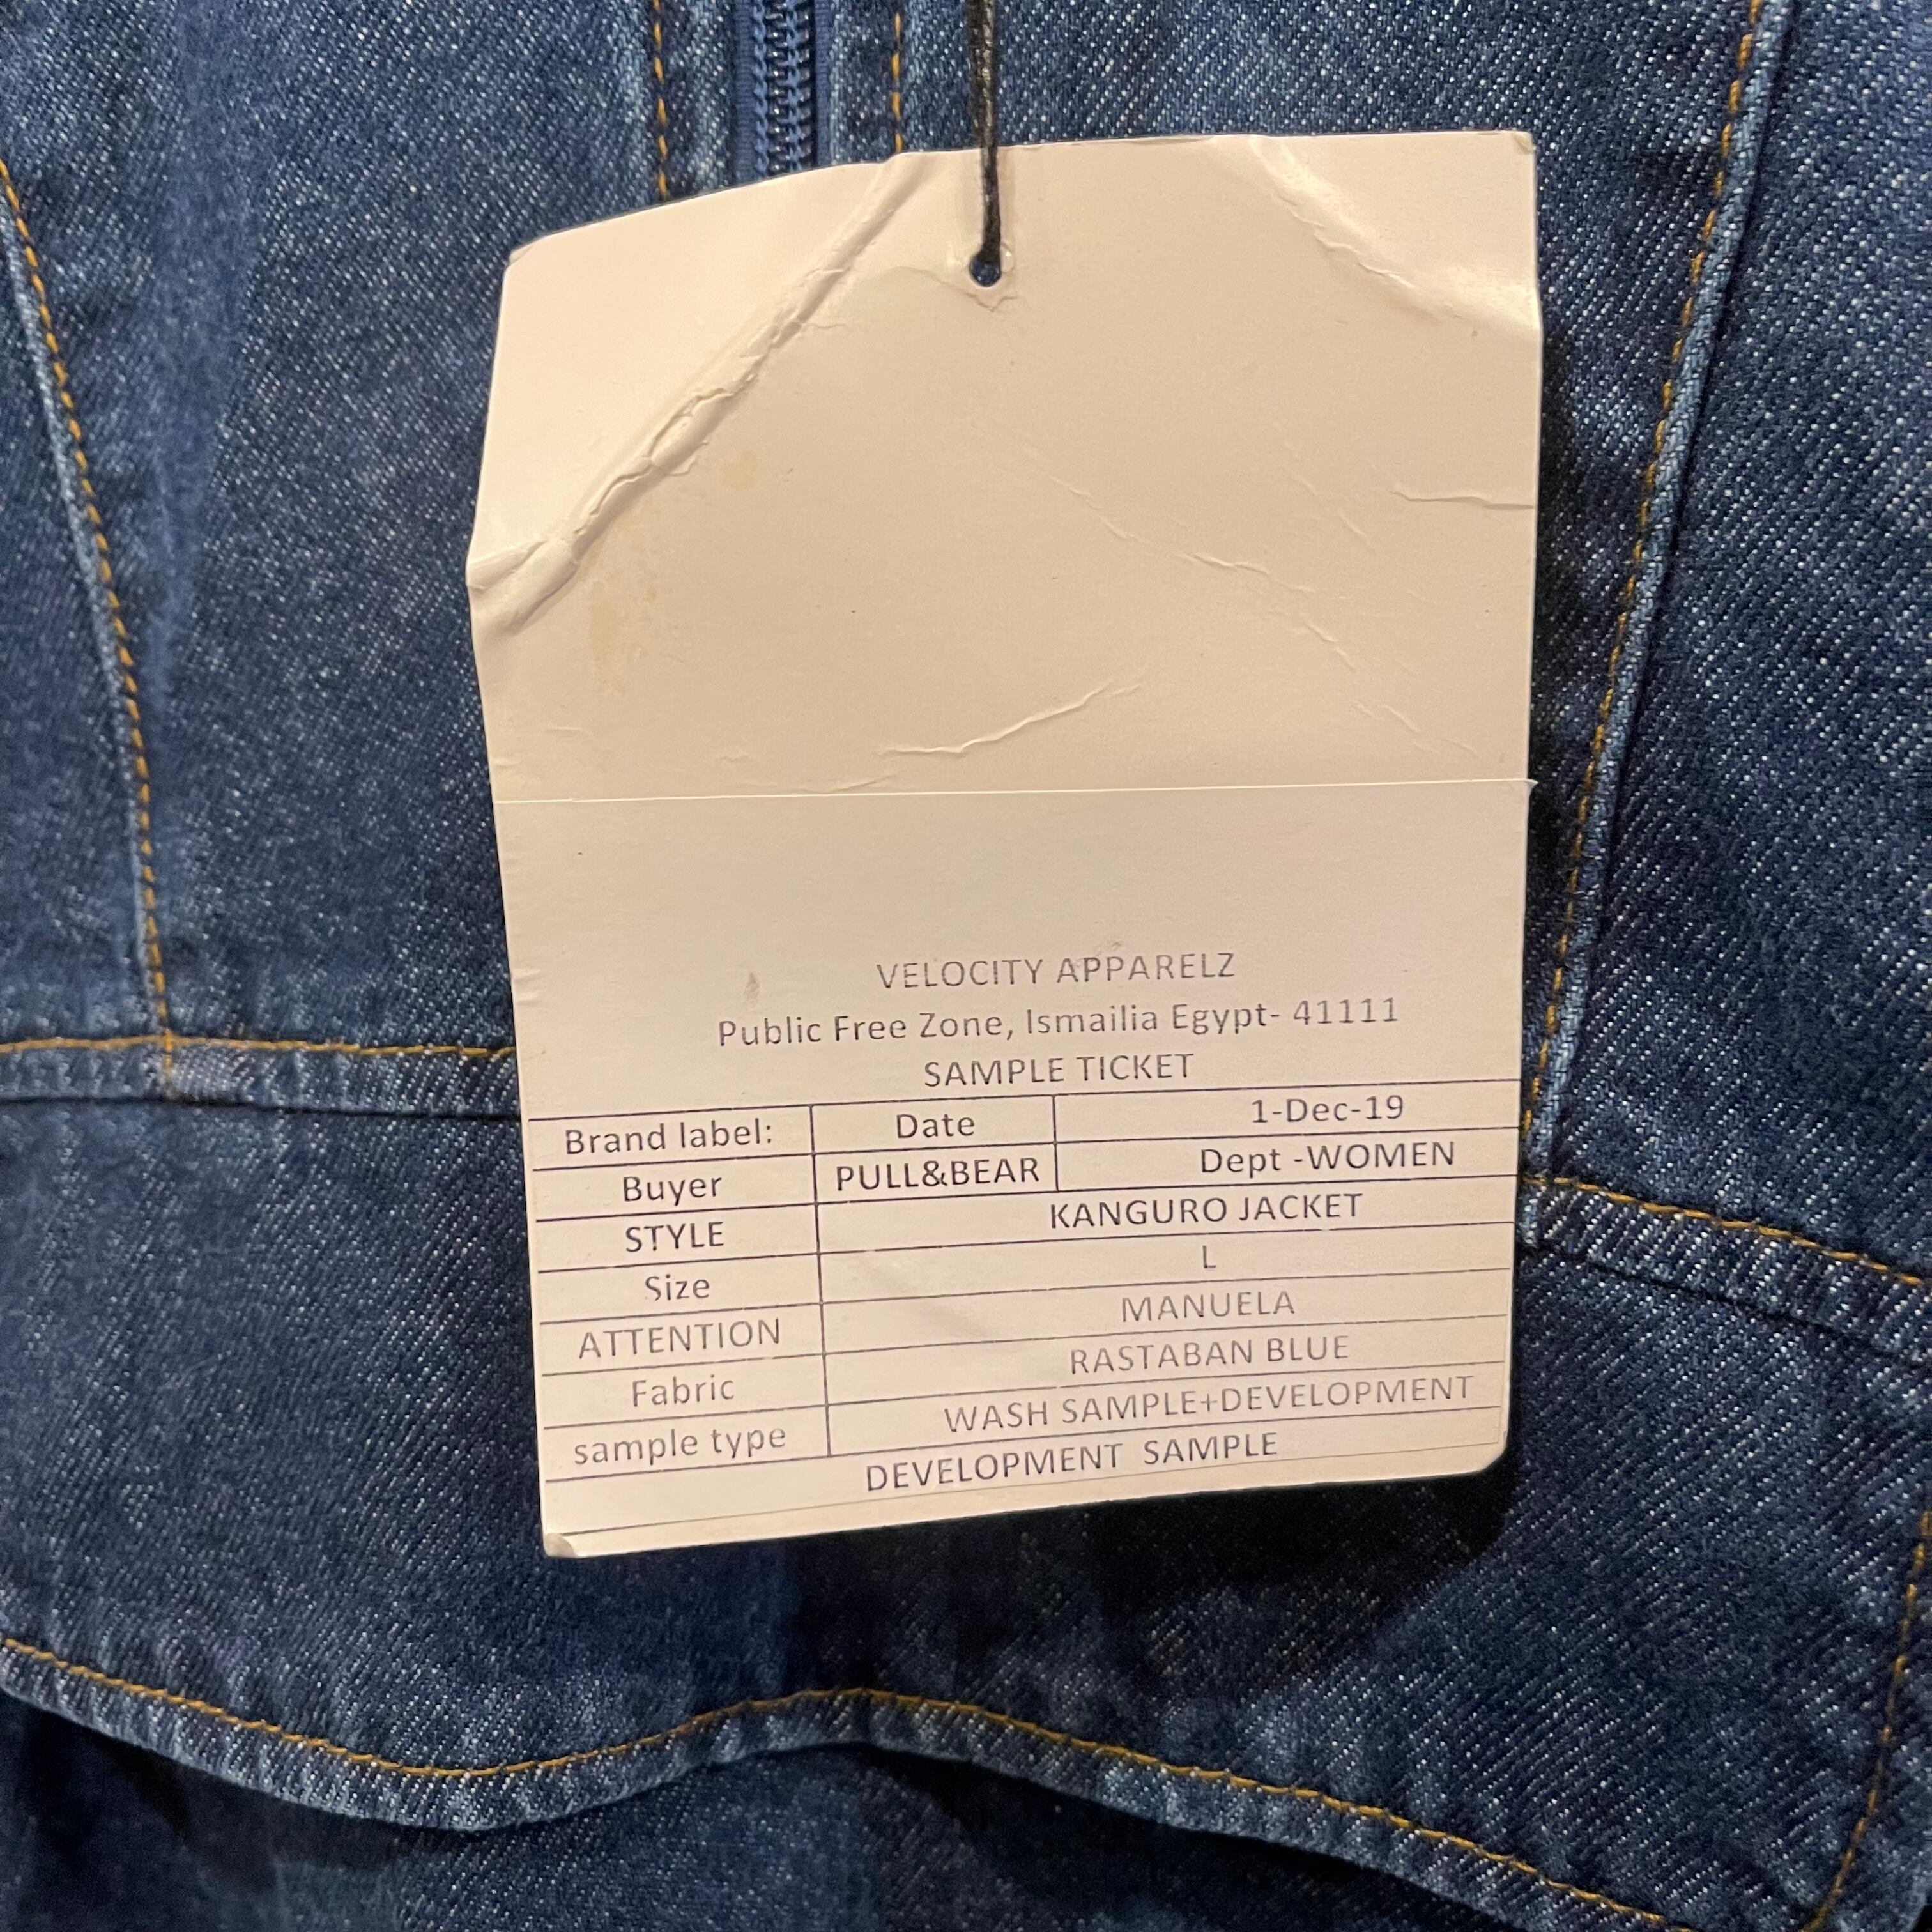 VELOCITY APPARELZ
Public Free Zone, Ismailia Egypt- 41111
SAMPLE TICKET
Brand label: Date 1-Dec-19
Buyer PULL&BEAR Dept -WOMEN
STYLE KANGURO JACKET
Size L
ATTENTION MANUELA
Fabric RASTABAN BLUE
sample type WASH SAMPLE+DEVELOPMENT
DEVELOPMENT SAMPLE